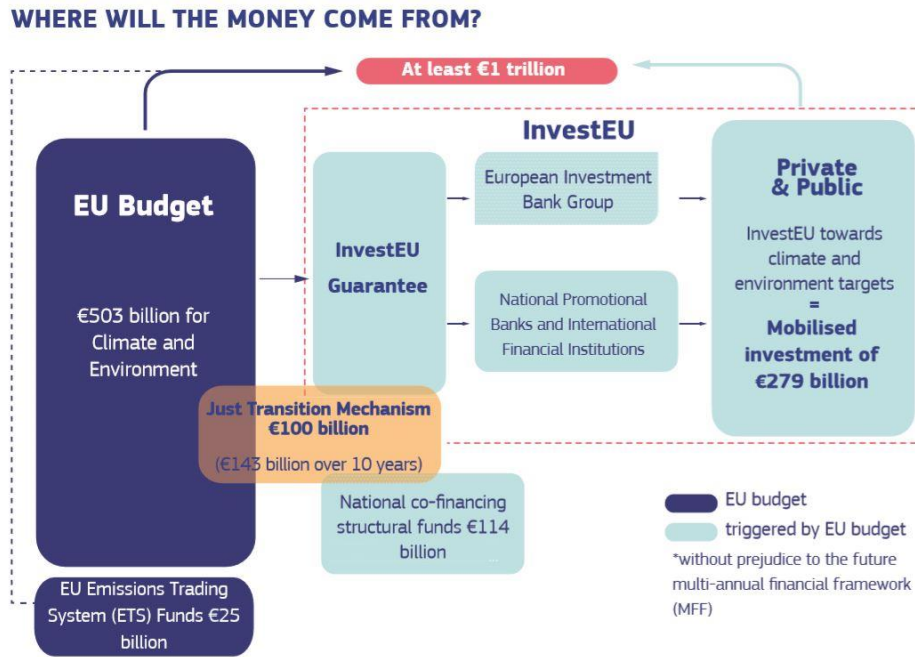 WHERE WILL THE MONEY COME FROM?
At least €1 trillion
InvestEU
EU Budget
€503 billion for
Climate and
Environment
InvestEU
Guarantee
European Investment
Bank Group
National Promotional
Banks and International
Financial Institutions
Private
& Public
InvestEU towards
climate and
environment targets
=
Mobilised
investment of
€279 billion
Just Transition Mechanism
€100 billion
(€143 billion over 10 years)
National co-financing
structural funds €114
billion
EU Emissions Trading
System (ETS) Funds €25
billion
EU budget
triggered by EU budget
*without prejudice to the future
multi-annual financial framework
(MFF)